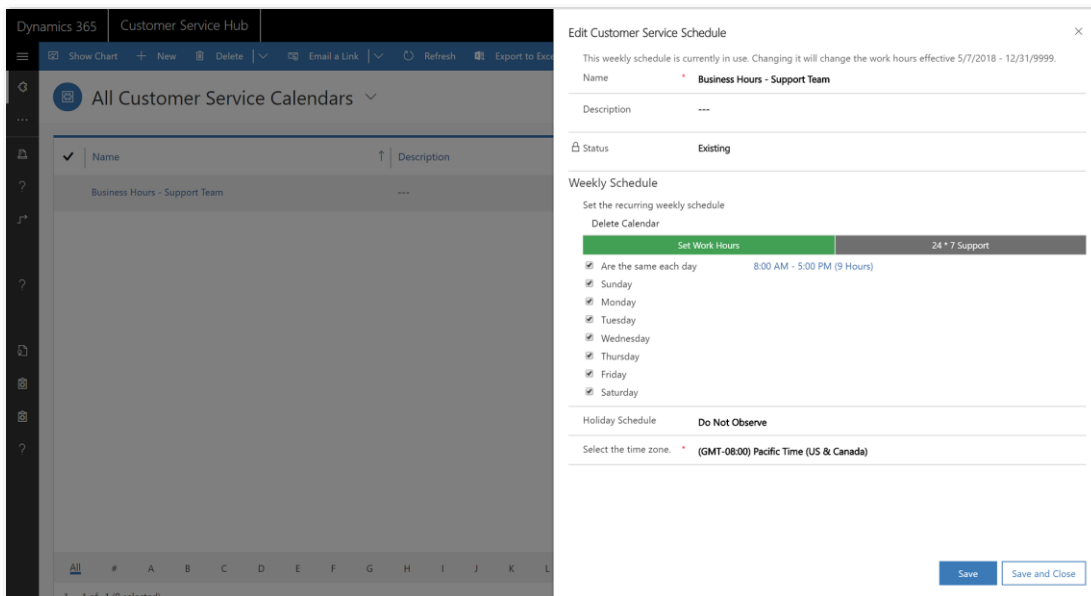 Dynamics 365 Customer Service Hub
Show Chart + New Delete Email a Link Refresh Export to Exce
All Customer Service Calendars
Name ↑ Description
Business Hours - Support Team ---
All # A B C D E F G H I J K L
Edit Customer Service Schedule
This weekly schedule is currently in use. Changing it will change the work hours effective 5/7/2018 - 12/31/9999.
Name * Business Hours - Support Team
Description ---
Status Existing
Weekly Schedule
Set the recurring weekly schedule
Delete Calendar
Set Work Hours 24 * 7 Support
Are the same each day 8:00 AM - 5:00 PM (9 Hours)
Sunday
Monday
Tuesday
Wednesday
Thursday
Friday
Saturday
Holiday Schedule Do Not Observe
Select the time zone. * (GMT-08:00) Pacific Time (US & Canada)
Save Save and Close